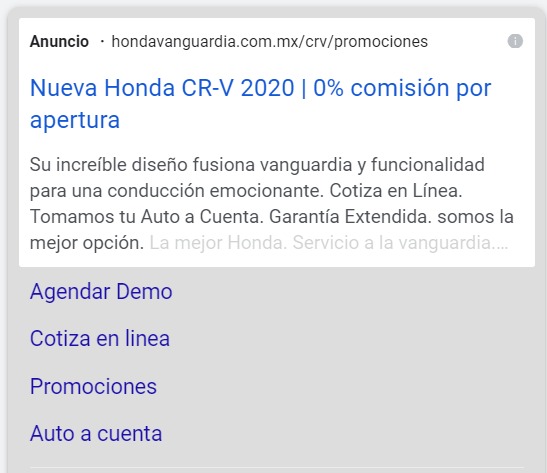 Anuncio · hondavanguardia.com.mx/crv/promociones
Nueva Honda CR-V 2020 | 0% comisión por
apertura
Su increíble diseño fusiona vanguardia y funcionalidad
para una conducción emocionante. Cotiza en Línea.
Tomamos tu Auto a Cuenta. Garantía Extendida. somos la
mejor opción. La mejor Honda. Servicio a la vanguardia....
Agendar Demo
Cotiza en linea
Promociones
Auto a cuenta